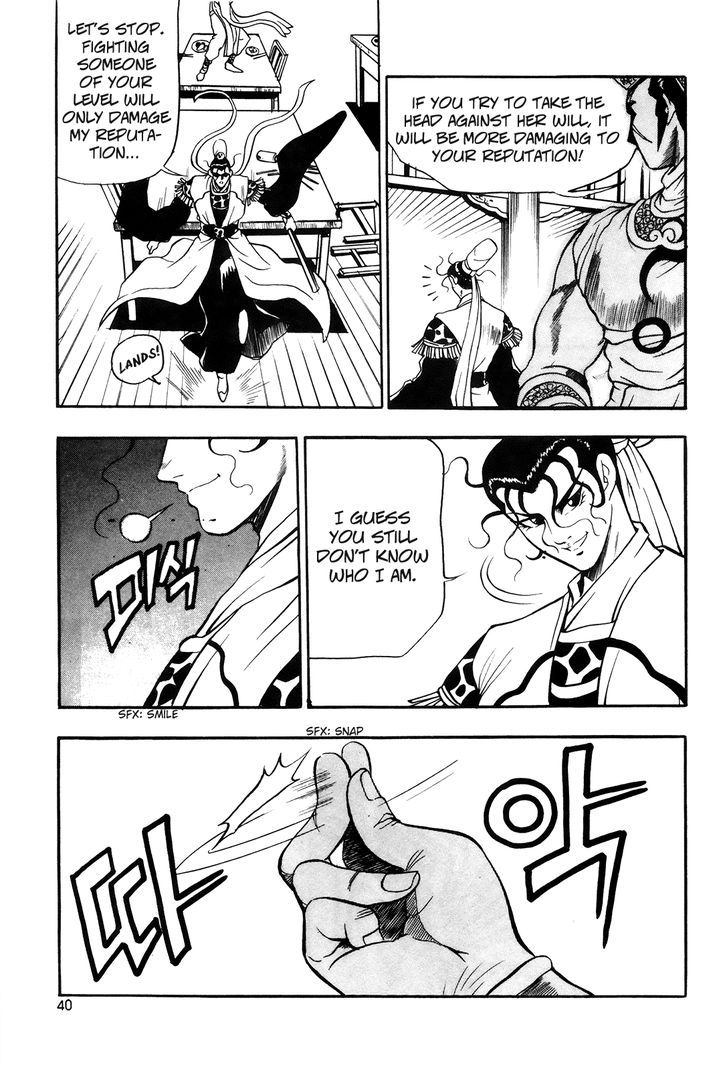 LET'S STOP.
FIGHTING
SOMEONE
OF YOUR
LEVEL WILL
ONLY DAMAGE
MY REPUTA-
TION...
LANDS!
IF YOU TRY TO TAKE THE
HEAD AGAINST HER WILL, IT
WILL BE MORE DAMAGING TO
YOUR REPUTATION!
피식
SFX: SMILE
I GUESS
YOU STILL
DON'T KNOW
WHO I AM.
SFX: SNAP
따
악
40